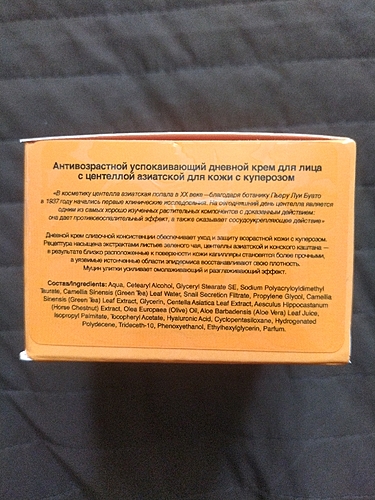 Антивозрастной успокаивающий дневной крем для лица
с центеллой азиатской для кожи с куперозом
«В косметику центелла азиатская попала в XX веке—благодаря ботанику Пьеру Луи Буато
в 1937 году начались первые клинические исследования. На сегодняшний день центелла является
одним из самых хорошо изученных растительных компонентов с доказанным действием:
она дает противовоспалительный эффект, а также оказывает сосудоукрепляющее действие»
Дневной крем сливочной консистенции обеспечивает уход и защиту возрастной кожи с куперозом.
Рецептура насыщена экстрактами листьев зеленого чая, центеллы азиатской и конского каштана —
в результате близко расположенные к поверхности кожи капилляры становятся более прочными,
а уязвимые истонченные области эпидермиса восстанавливают свою плотность.
Муцин улитки усиливает омолаживающий и разглаживающий эффект.
Состав/Ingredients: Aqua, Cetearyl Alcohol, Glyceryl Stearate SE, Sodium Polyacryloyldimethyl
Taurate, Camellia Sinensis (Green Tea) Leaf Water, Snail Secretion Filtrate, Propylene Glycol, Camellia
Sinensis (Green Tea) Leaf Extract, Glycerin, Centella Asiatica Leaf Extract, Aesculus Hippocastanum
(Horse Chestnut) Extract, Olea Europaea (Olive) Oil, Aloe Barbadensis (Aloe Vera) Leaf Juice,
Isopropyl Palmitate, Tocopheryl Acetate, Hyaluronic Acid, Cyclopentasiloxane, Hydrogenated
Polydecene, Trideceth-10, Phenoxyethanol, Ethylhexylglycerin, Parfum.